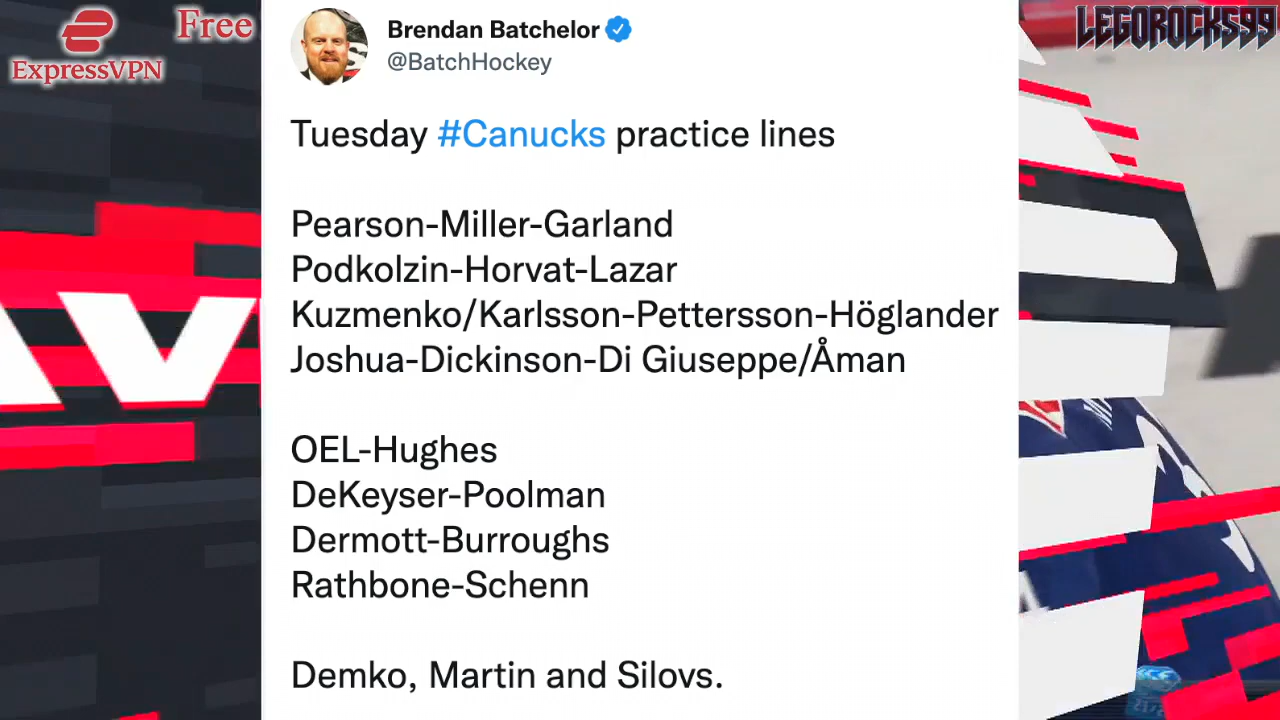 ExpressVPN
Free
LEGOROCKS99
Brendan Batchelor
@BatchHockey
Tuesday #Canucks practice lines
Pearson-Miller-Garland
Podkolzin-Horvat-Lazar
Kuzmenko/Karlsson-Pettersson-Höglander
Joshua-Dickinson-Di Giuseppe/Åman
OEL-Hughes
DeKeyser-Poolman
Dermott-Burroughs
Rathbone-Schenn
Demko, Martin and Silovs.